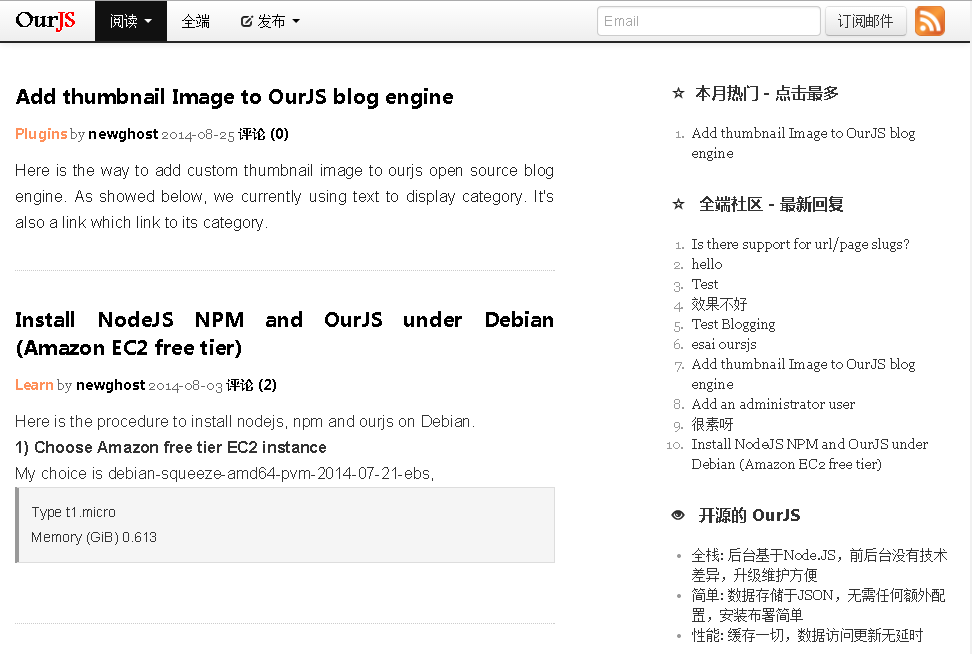 OurJS 阅读 全端 发布 Email 订阅邮件
Add thumbnail Image to OurJS blog engine
Plugins by newghost 2014-08-25 评论 (0)
Here is the way to add custom thumbnail image to ourjs open source blog
engine. As showed below, we currently using text to display category. It's
also a link which link to its category.
Install NodeJS NPM and OurJS under Debian
(Amazon EC2 free tier)
Learn by newghost 2014-08-03 评论 (2)
Here is the procedure to install nodejs, npm and ourjs on Debian.
1) Choose Amazon free tier EC2 instance
My choice is debian-squeeze-amd64-pvm-2014-07-21-ebs,
Type t1.micro
Memory (GiB) 0.613
本月热门 - 点击最多
1. Add thumbnail Image to OurJS blog
engine
全端社区 - 最新回复
1. Is there support for url/page slugs?
2. hello
3. Test
4. 效果不好
5. Test Blogging
6. esai oursjs
7. Add thumbnail Image to OurJS blog
engine
8. Add an administrator user
9. 很素呀
10. Install NodeJS NPM and OurJS under
Debian (Amazon EC2 free tier)
开源的 OurJS
• 全栈: 后台基于Node.JS，前后台没有技术
差异，升级维护方便
• 简单: 数据存储于JSON，无需任何额外配
置，安装布署简单
• 性能: 缓存一切，数据访问更新无延时